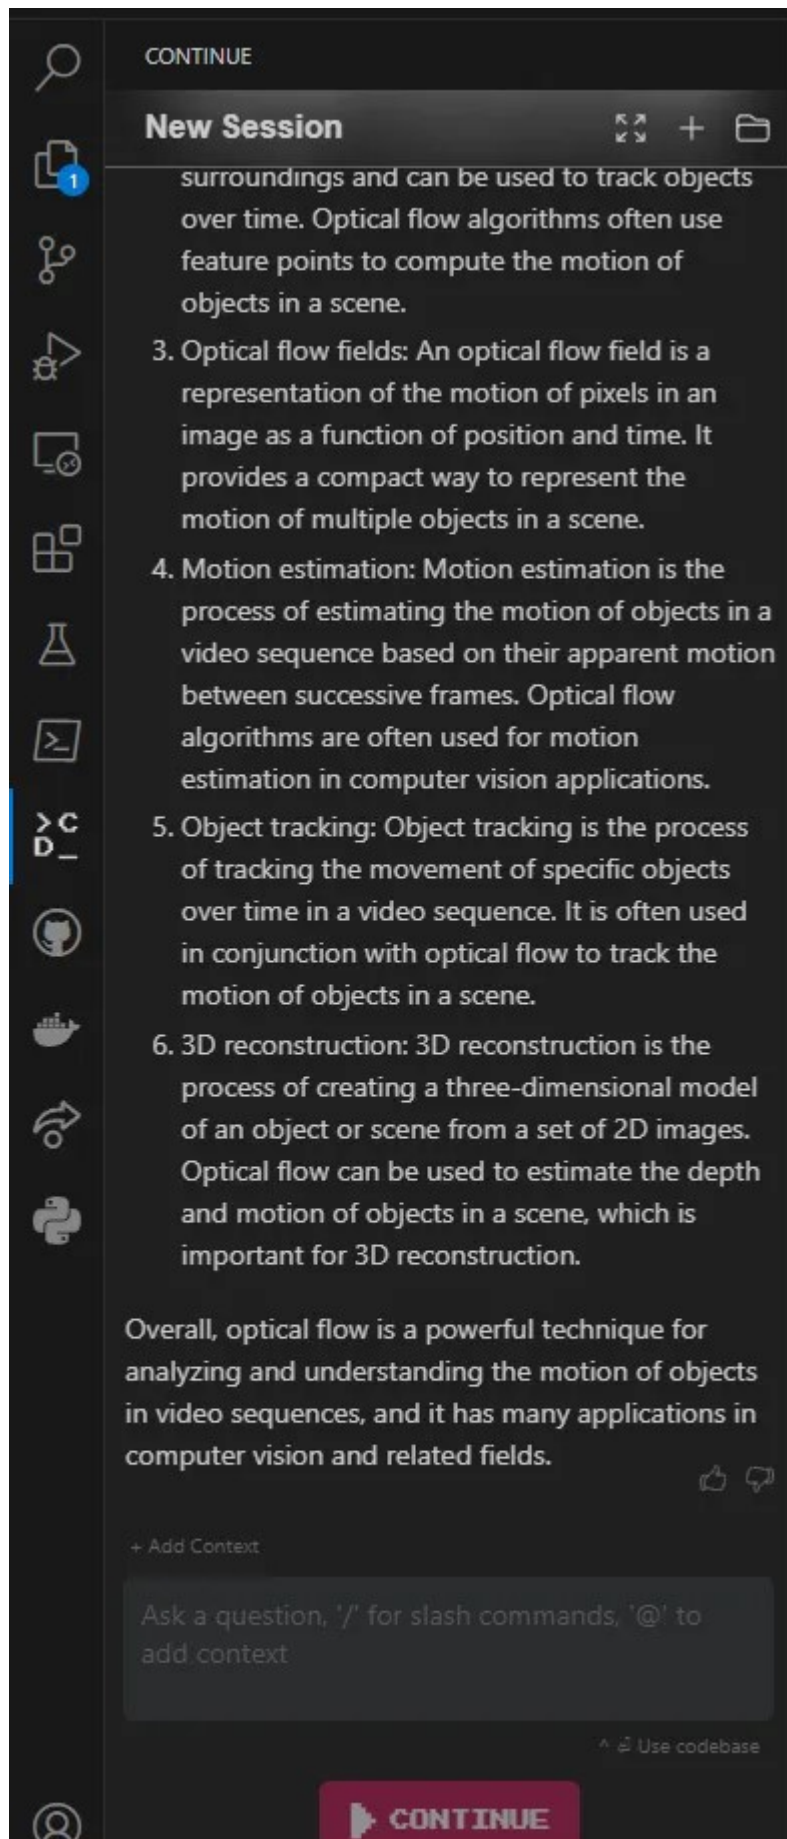 CONTINUE
New Session
1
surroundings and can be used to track objects
over time. Optical flow algorithms often use
feature points to compute the motion of
objects in a scene.
3. Optical flow fields: An optical flow field is a
representation of the motion of pixels in an
image as a function of position and time. It
provides a compact way to represent the
motion of multiple objects in a scene.
4. Motion estimation: Motion estimation is the
process of estimating the motion of objects in a
video sequence based on their apparent motion
between successive frames. Optical flow
algorithms are often used for motion
estimation in computer vision applications.
>C
D_
5. Object tracking: Object tracking is the process
of tracking the movement of specific objects
over time in a video sequence. It is often used
in conjunction with optical flow to track the
motion of objects in a scene.
6. 3D reconstruction: 3D reconstruction is the
process of creating a three-dimensional model
of an object or scene from a set of 2D images.
Optical flow can be used to estimate the depth
and motion of objects in a scene, which is
important for 3D reconstruction.
Overall, optical flow is a powerful technique for
analyzing and understanding the motion of objects
in video sequences, and it has many applications in
computer vision and related fields.
+ Add Context
Ask a question, '/' for slash commands, '@' to
add context
^ ⏎ Use codebase
CONTINUE